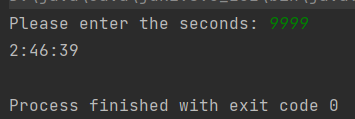 Please enter the seconds: 9999
2:46:39
Process finished with exit code 0